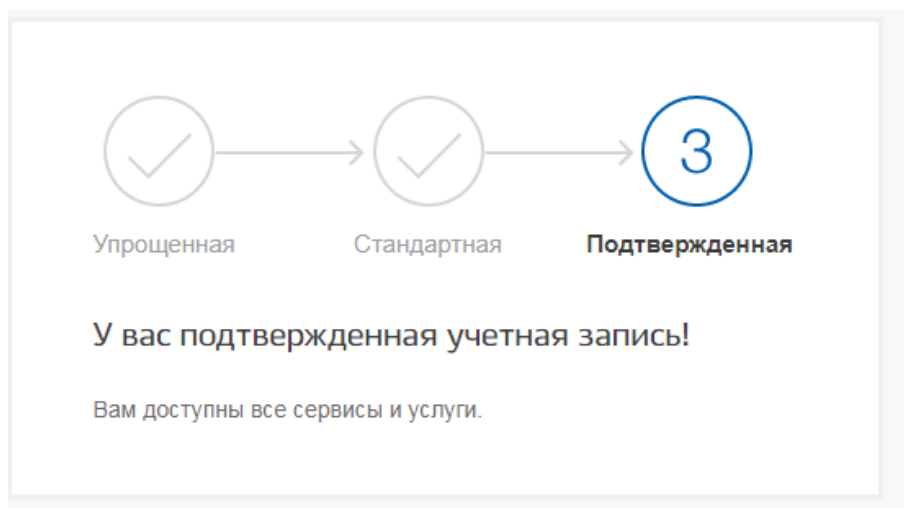 3
Упрощенная Стандартная Подтвержденная
У вас подтвержденная учетная запись!
Вам доступны все сервисы и услуги.